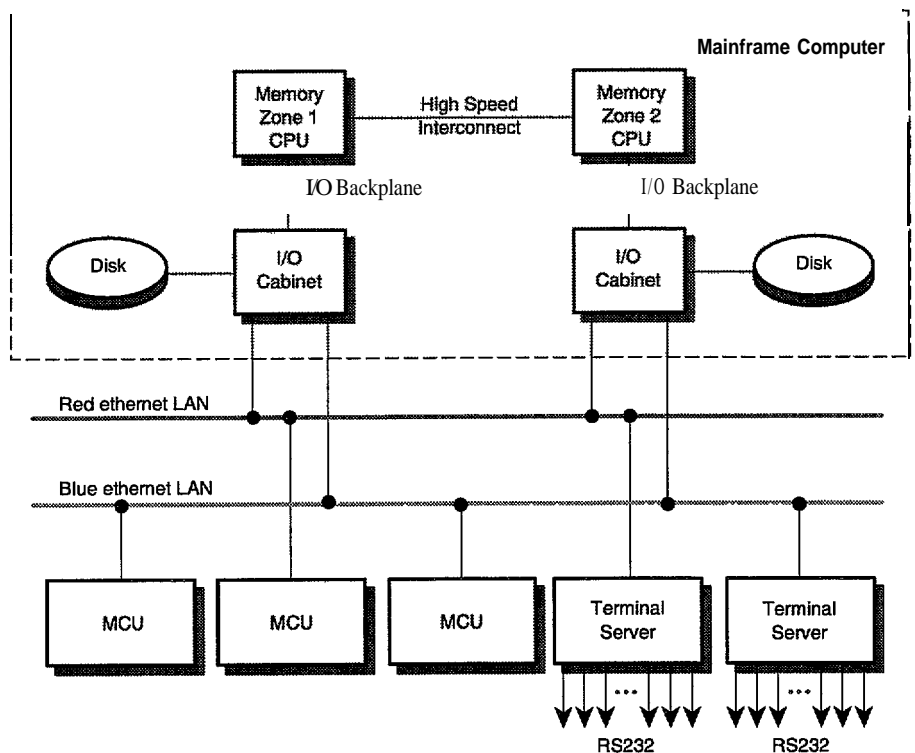 Mainframe Computer
Memory
Zone 1
CPU
High Speed
Interconnect
Memory
Zone 2
CPU
I/O Backplane
I/0 Backplane
Disk
I/O
Cabinet
I/O
Cabinet
Disk
Red ethernet LAN
Blue ethernet LAN
MCU
MCU
MCU
Terminal
Server
Terminal
Server
...
...
RS232
RS232